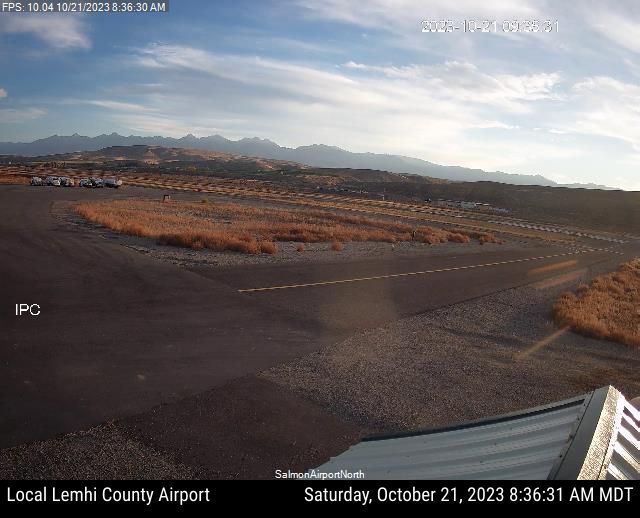 FPS: 10.04 10/21/2023 8:36:30 AM
2023-10-21 09:35:31
IPC
SalmonAirportNorth
Local Lemhi County Airport
Saturday, October 21, 2023 8:36:31 AM MDT